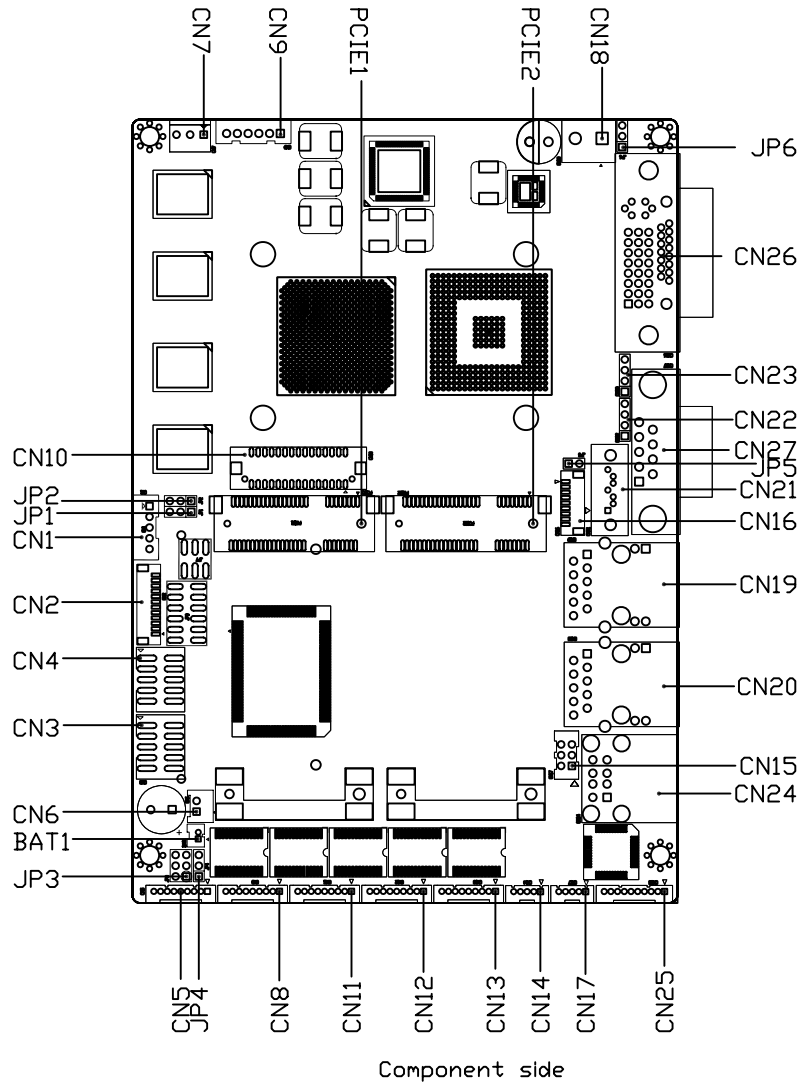 CN7
CN9
PCIE1
PCIE2
CN18
JP6
CN26
CN23
CN22
CN27
JP5
CN21
CN16
CN19
CN20
CN15
CN24
CN10
JP2
JP1
CN1
CN2
CN4
CN3
CN6
BAT1
JP3
CN5
JP4
CN8
CN11
CN12
CN13
CN14
CN17
CN25
Component side